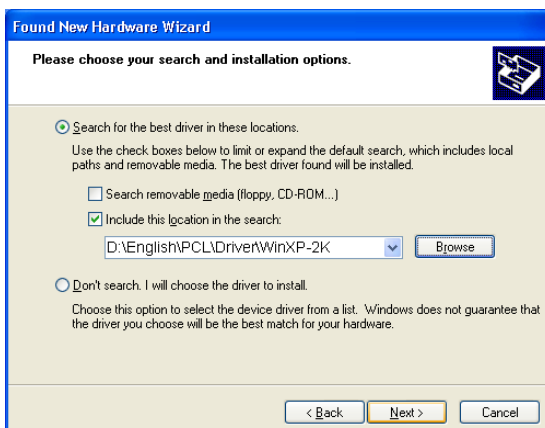 Found New Hardware Wizard
Please choose your search and installation options.
Search for the best driver in these locations.
Use the check boxes below to limit or expand the default search, which includes local
paths and removable media. The best driver found will be installed.
Search removable media (floppy, CD-ROM...)
Include this location in the search:
D:\English\PCL\Driver\WinXP-2K
Browse
Don't search. I will choose the driver to install.
Choose this option to select the device driver from a list. Windows does not guarantee that
the driver you choose will be the best match for your hardware.
< Back
Next >
Cancel